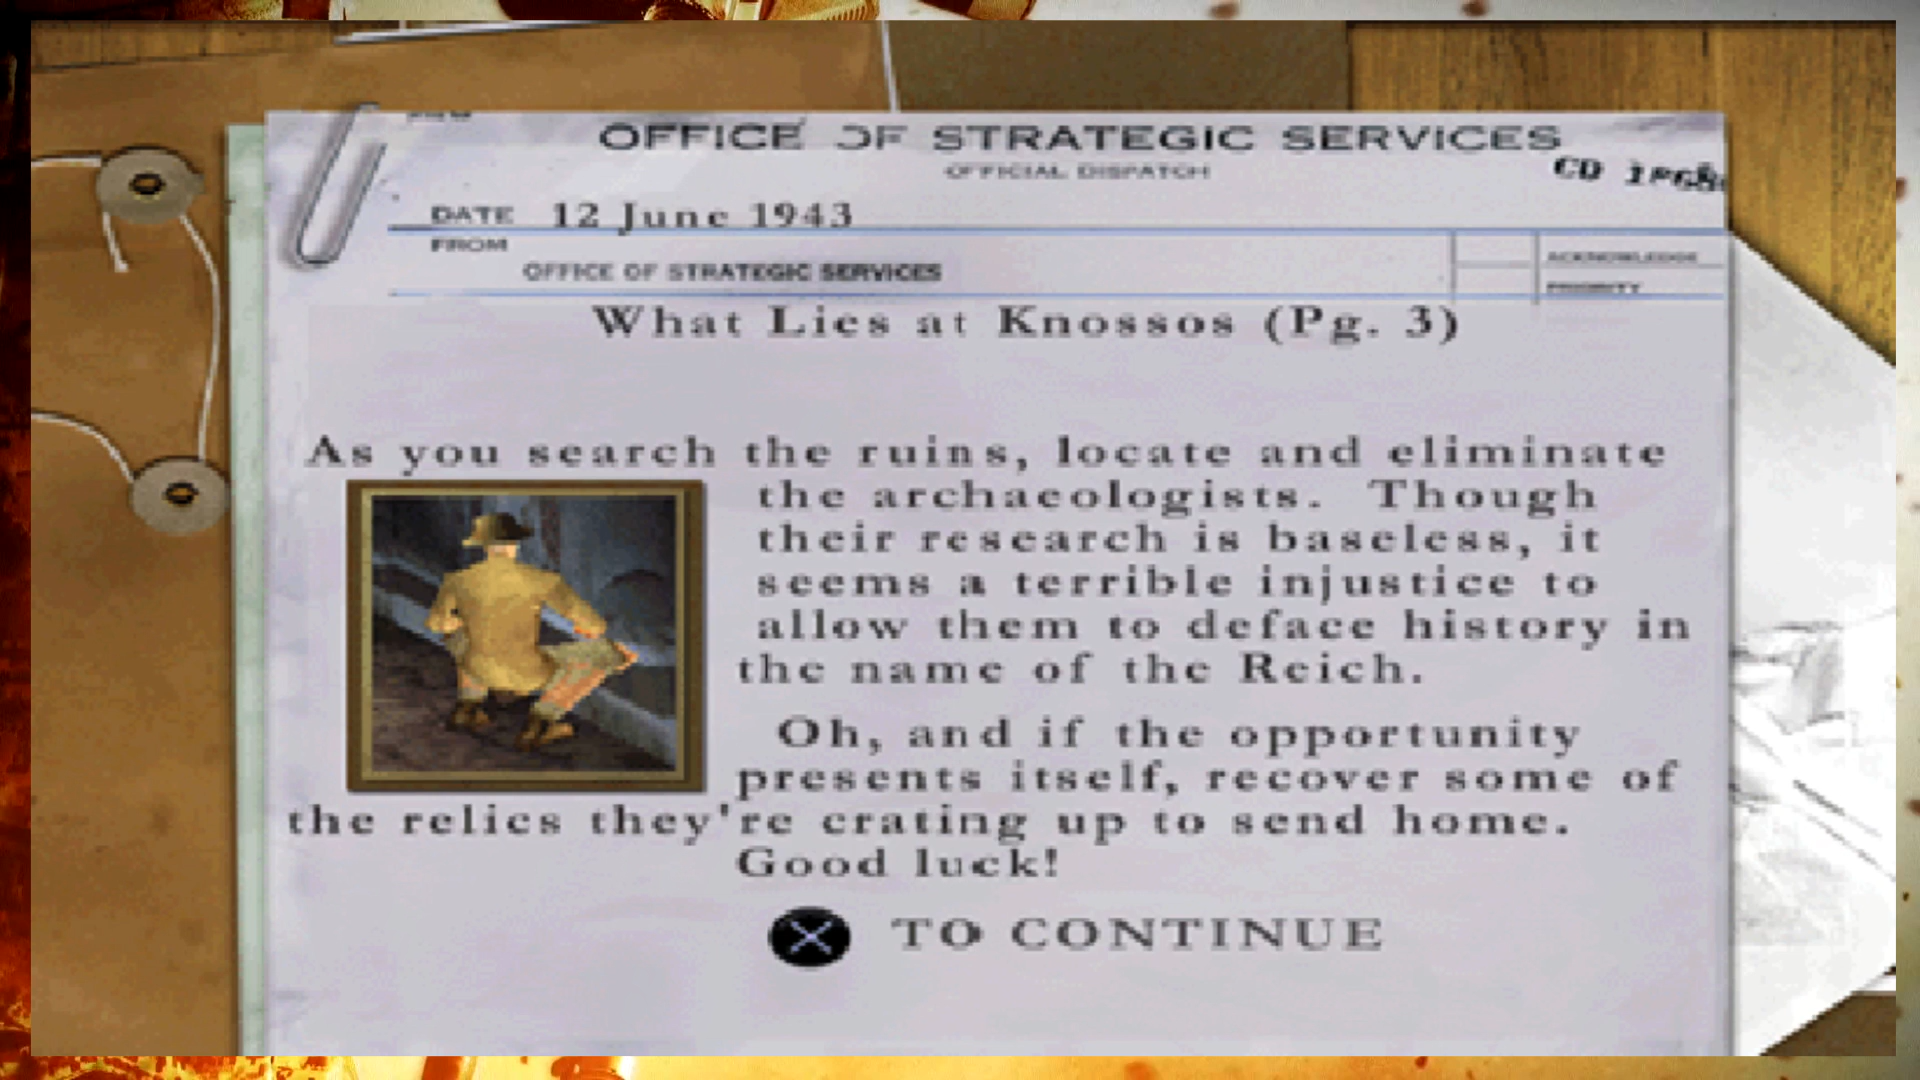 OFFICE OF STRATEGIC SERVICES
OFFICIAL DISPATCH
DATE 12 June 1943
FROM
OFFICE OF STRATEGIC SERVICES
ACKNOWLEDGE
PRIORITY
What Lies at Knossos (Pg. 3)
As you search the ruins, locate and eliminate
the archaeologists. Though
their research is baseless, it
seems a terrible injustice to
allow them to deface history in
the name of the Reich.
Oh, and if the opportunity
presents itself, recover some of
the relics they're crating up to send home.
Good luck!
TO CONTINUE